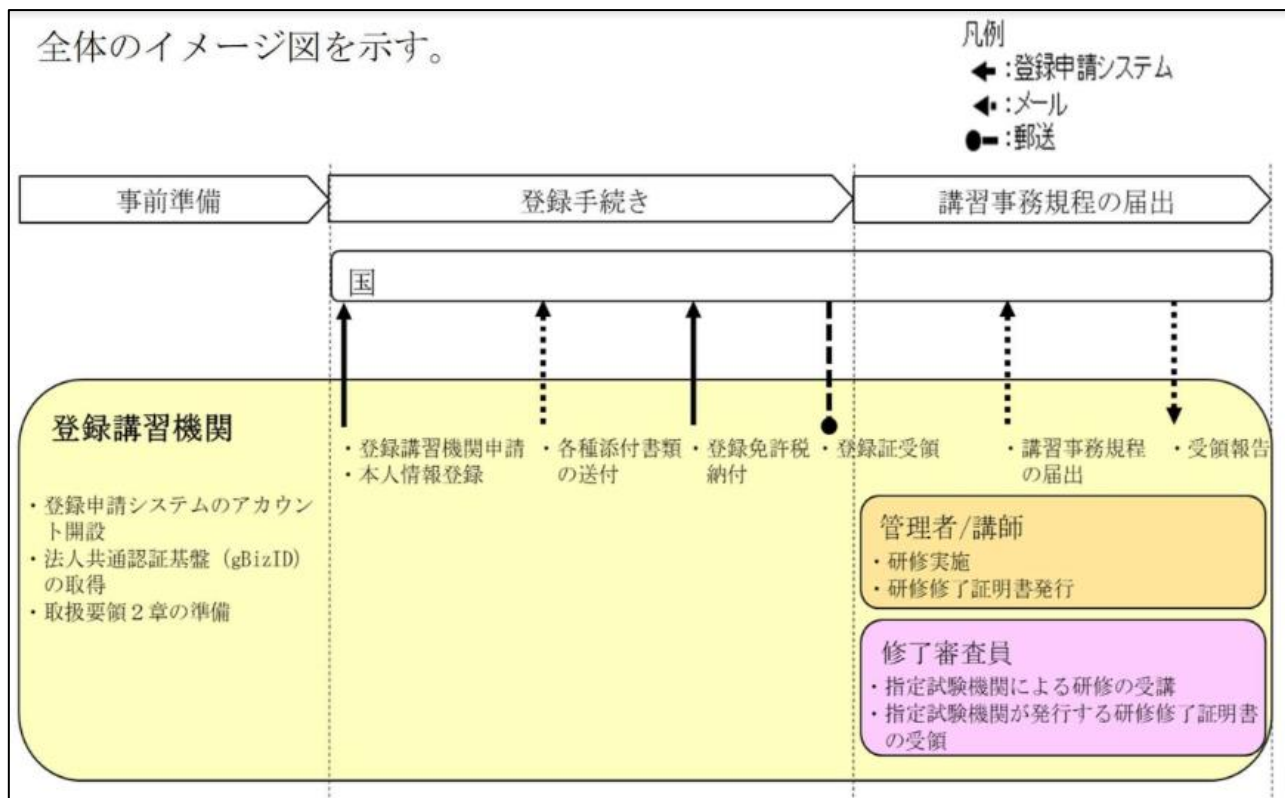 全体のイメージ図を示す。
凡例
:登録申請システム
:メール
:郵送
事前準備
登録手続き
講習事務規程の届出
国
登録講習機関
・登録申請システムのアカウン
ト開設
・法人共通認証基盤（gBizID）
の取得
・取扱要領２章の準備
・登録講習機関申請
・本人情報登録
・各種添付書類
の送付
・登録免許税
納付
・登録証受領
・講習事務規程
の届出
・受領報告
管理者/講師
・研修実施
・研修修了証明書発行
修了審査員
・指定試験機関による研修の受講
・指定試験機関が発行する研修修了証明書
の受領